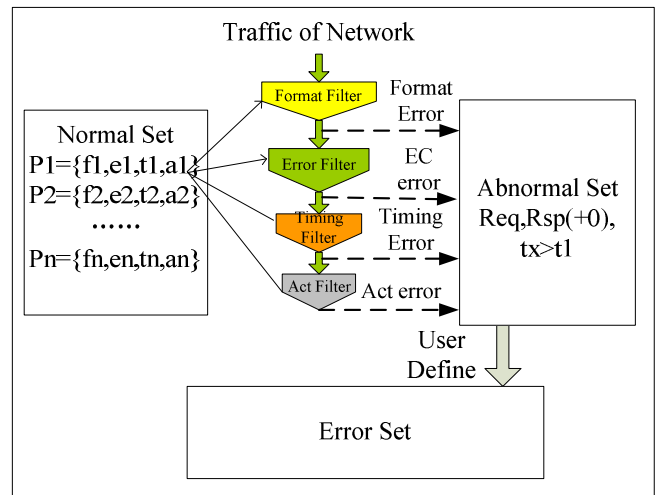 Traffic of Network
Format Filter
Format
Error
Normal Set
P1={f1,e1,t1,a1}
P2={f2,e2,t2,a2}
……
Pn={fn,en,tn,an}
Error Filter
EC
error
Timing
Filter
Timing
Error
Act Filter
Act error
Abnormal Set
Req,Rsp(+0),
tx>t1
User
Define
Error Set